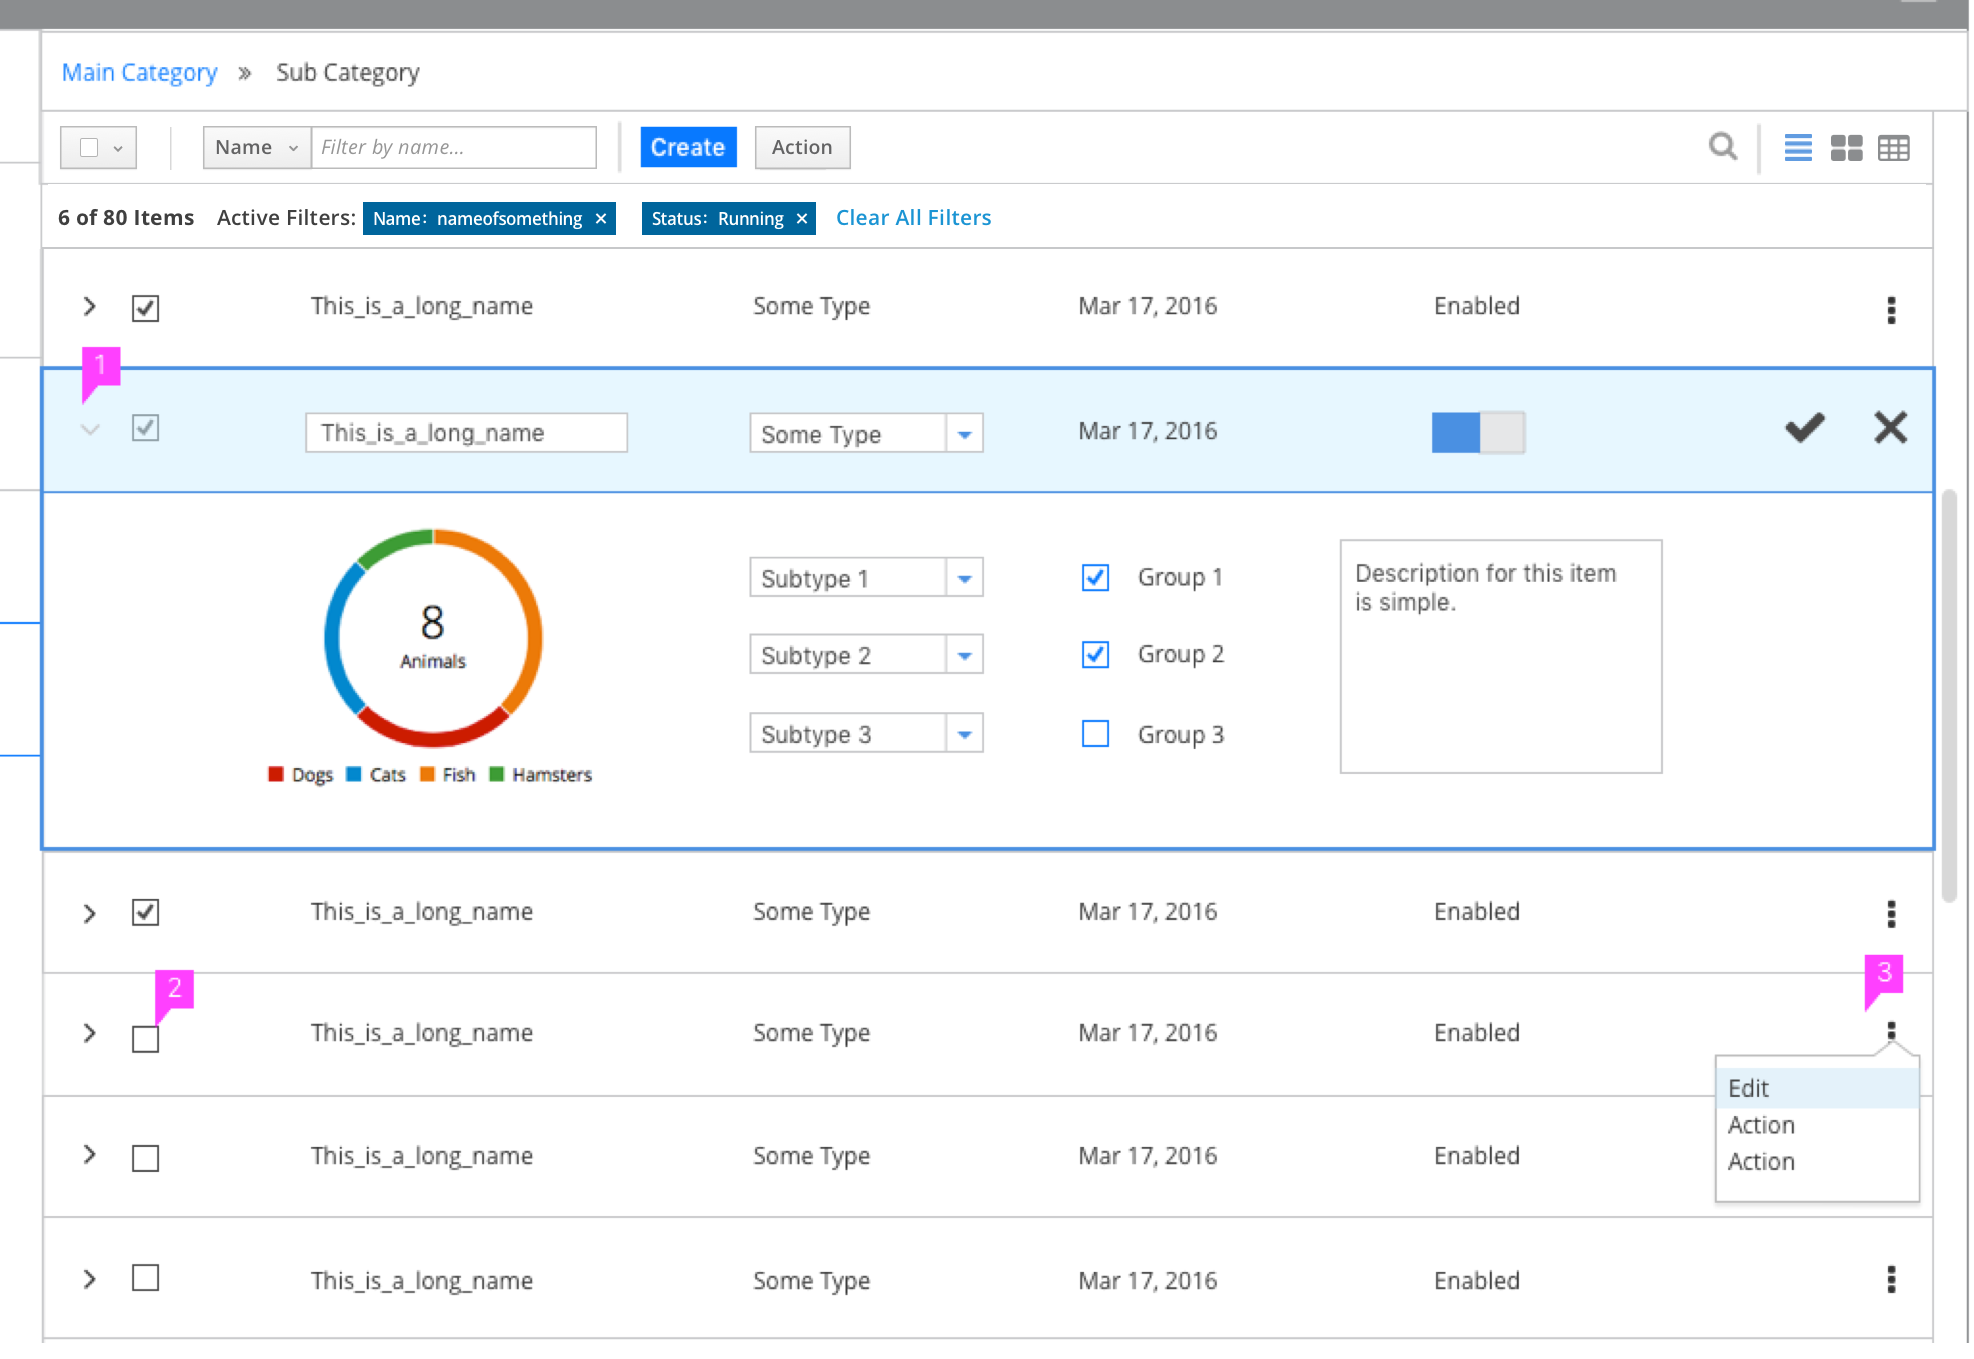 Main Category » Sub Category
Name Filter by name... Create Action
6 of 80 Items Active Filters: Name: nameofsomething × Status: Running × Clear All Filters
This_is_a_long_name Some Type Mar 17, 2016 Enabled
1
This_is_a_long_name Some Type Mar 17, 2016
8
Animals
Dogs Cats Fish Hamsters
Subtype 1
Subtype 2
Subtype 3
Group 1
Group 2
Group 3
Description for this item
is simple.
This_is_a_long_name Some Type Mar 17, 2016 Enabled
2
3
This_is_a_long_name Some Type Mar 17, 2016 Enabled
Edit
Action
Action
This_is_a_long_name Some Type Mar 17, 2016 Enabled
This_is_a_long_name Some Type Mar 17, 2016 Enabled